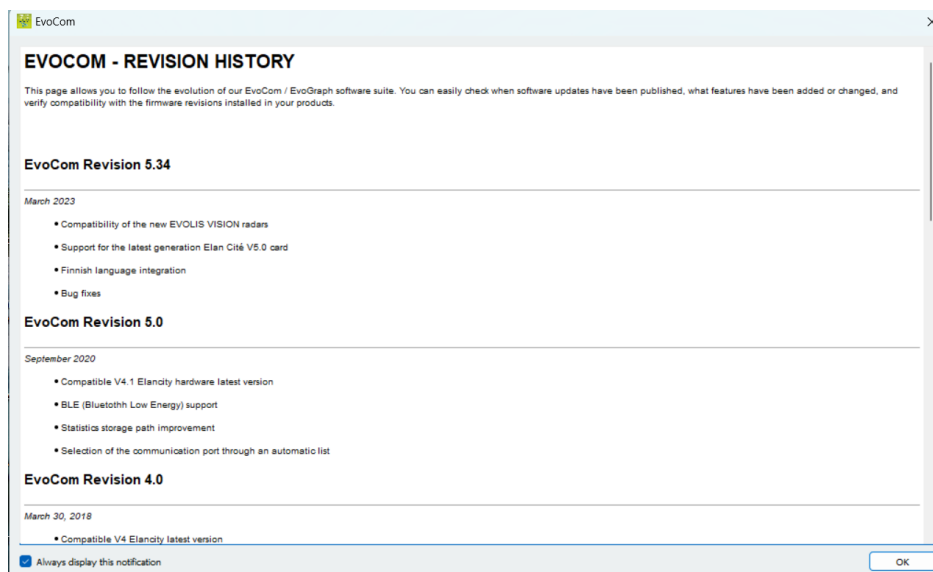 EvoCom
EVOCOM - REVISION HISTORY
This page allows you to follow the evolution of our EvoCom / EvoGraph software suite. You can easily check when software updates have been published, what features have been added or changed, and
verify compatibility with the firmware revisions installed in your products.
EvoCom Revision 5.34
March 2023
• Compatibility of the new EVOLIS VISION radars
• Support for the latest generation Elan Cité V5.0 card
• Finnish language integration
• Bug fixes
EvoCom Revision 5.0
September 2020
• Compatible V4.1 Elancity hardware latest version
• BLE (Bluetothh Low Energy) support
• Statistics storage path improvement
• Selection of the communication port through an automatic list
EvoCom Revision 4.0
March 30, 2018
• Compatible V4 Elancity latest version
Always display this notification
OK